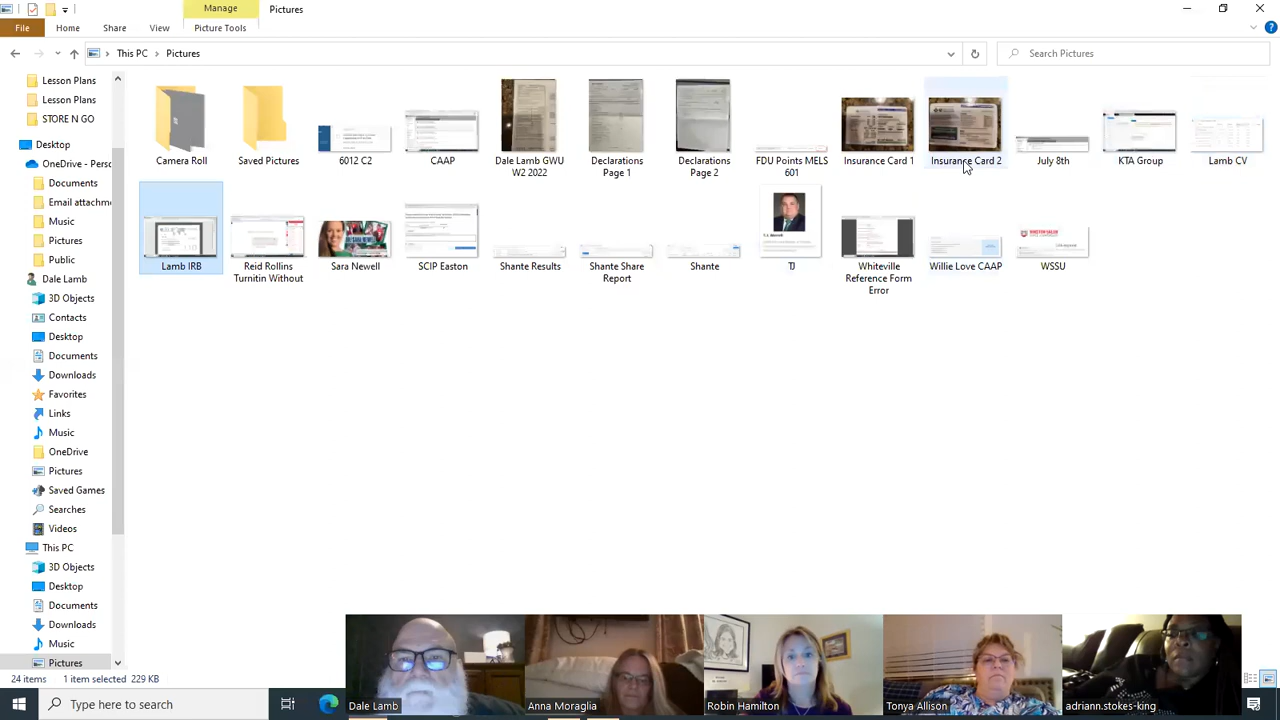 Manage
Pictures
File
Home
Share
View
Picture Tools
This PC
Pictures
Search Pictures
Lesson Plans
Lesson Plans
STORE N GO
Desktop
OneDrive - Perso
Documents
Email attachme
Music
Pictures
Public
Dale Lamb
3D Objects
Contacts
Desktop
Documents
Downloads
Favorites
Links
Music
OneDrive
Pictures
Saved Games
Searches
Videos
This PC
3D Objects
Desktop
Documents
Downloads
Music
Pictures
Camera Roll
Saved Pictures
6012 C2
CAAP
Dale Lamb GWU
W2 2022
Declarations
Page 1
Declarations
Page 2
FDU Points MELS
601
Insurance Card 1
Insurance Card 2
July 8th
KTA Group
Lamb CV
Lamb IRB
Reid Rollins
Turnitin Without
Sara Newell
SCIP Easton
Shante Results
Shante Share
Report
Shante
TJ
Whiteville
Reference Form
Error
Willie Love CAAP
WSSU
24 items
1 item selected 229 KB
Type here to search
Dale Lamb
Anna Moraglia
Robin Hamilton
Tonya Allison
adriann.stokes-king